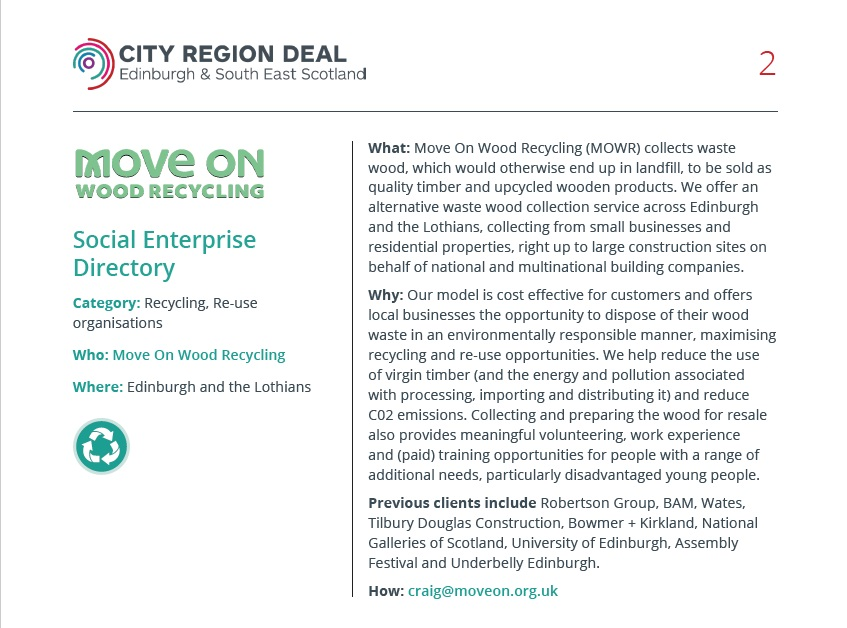 CITY REGION DEAL
Edinburgh & South East Scotland
2
MOVE ON
WOOD RECYCLING
Social Enterprise
Directory
Category: Recycling, Re-use
organisations
Who: Move On Wood Recycling
Where: Edinburgh and the Lothians
What: Move On Wood Recycling (MOWR) collects waste
wood, which would otherwise end up in landfill, to be sold as
quality timber and upcycled wooden products. We offer an
alternative waste wood collection service across Edinburgh
and the Lothians, collecting from small businesses and
residential properties, right up to large construction sites on
behalf of national and multinational building companies.
Why: Our model is cost effective for customers and offers
local businesses the opportunity to dispose of their wood
waste in an environmentally responsible manner, maximising
recycling and re-use opportunities. We help reduce the use
of virgin timber (and the energy and pollution associated
with processing, importing and distributing it) and reduce
C02 emissions. Collecting and preparing the wood for resale
also provides meaningful volunteering, work experience
and (paid) training opportunities for people with a range of
additional needs, particularly disadvantaged young people.
Previous clients include Robertson Group, BAM, Wates,
Tilbury Douglas Construction, Bowmer + Kirkland, National
Galleries of Scotland, University of Edinburgh, Assembly
Festival and Underbelly Edinburgh.
How: craig@moveon.org.uk